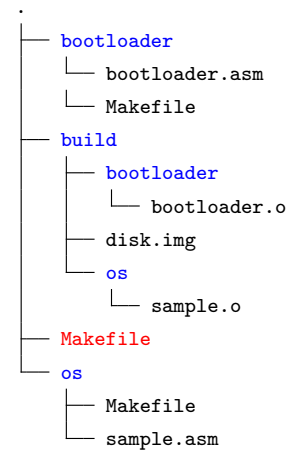 .
bootloader
bootloader.asm
Makefile
build
bootloader
bootloader.o
disk.img
os
sample.o
Makefile
os
Makefile
sample.asm